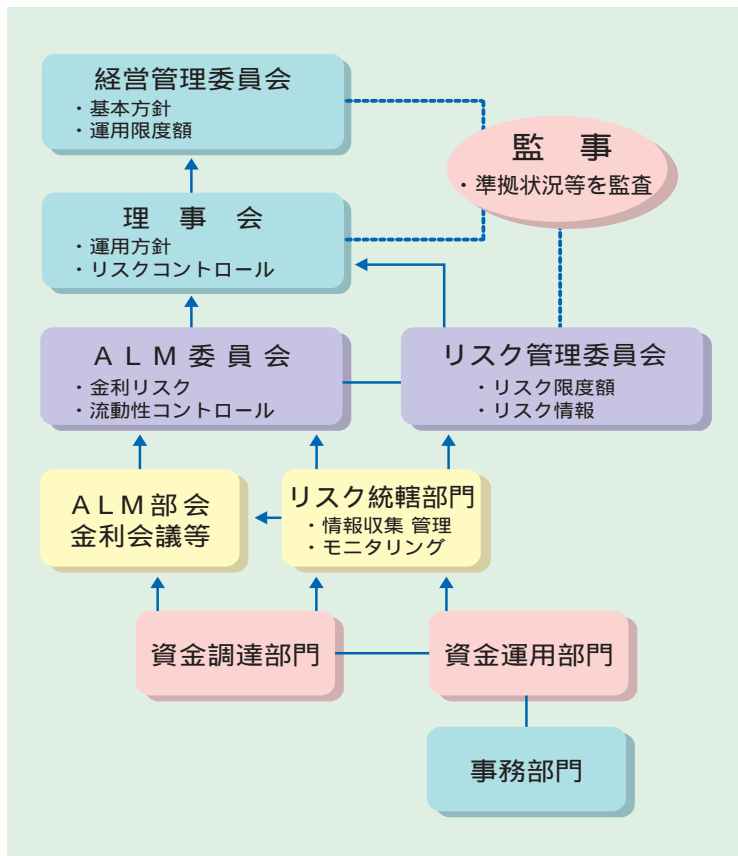 経営管理委員会
・基本方針
・運用限度額
監　事
・準拠状況等を監査
理　事　会
・運用方針
・リスクコントロール
ＡＬＭ委員会
・金利リスク
・流動性コントロール
リスク管理委員会
・リスク限度額
・リスク情報
ＡＬＭ部会
金利会議等
リスク統轄部門
・情報収集 管理
・モニタリング
資金調達部門
資金運用部門
事務部門